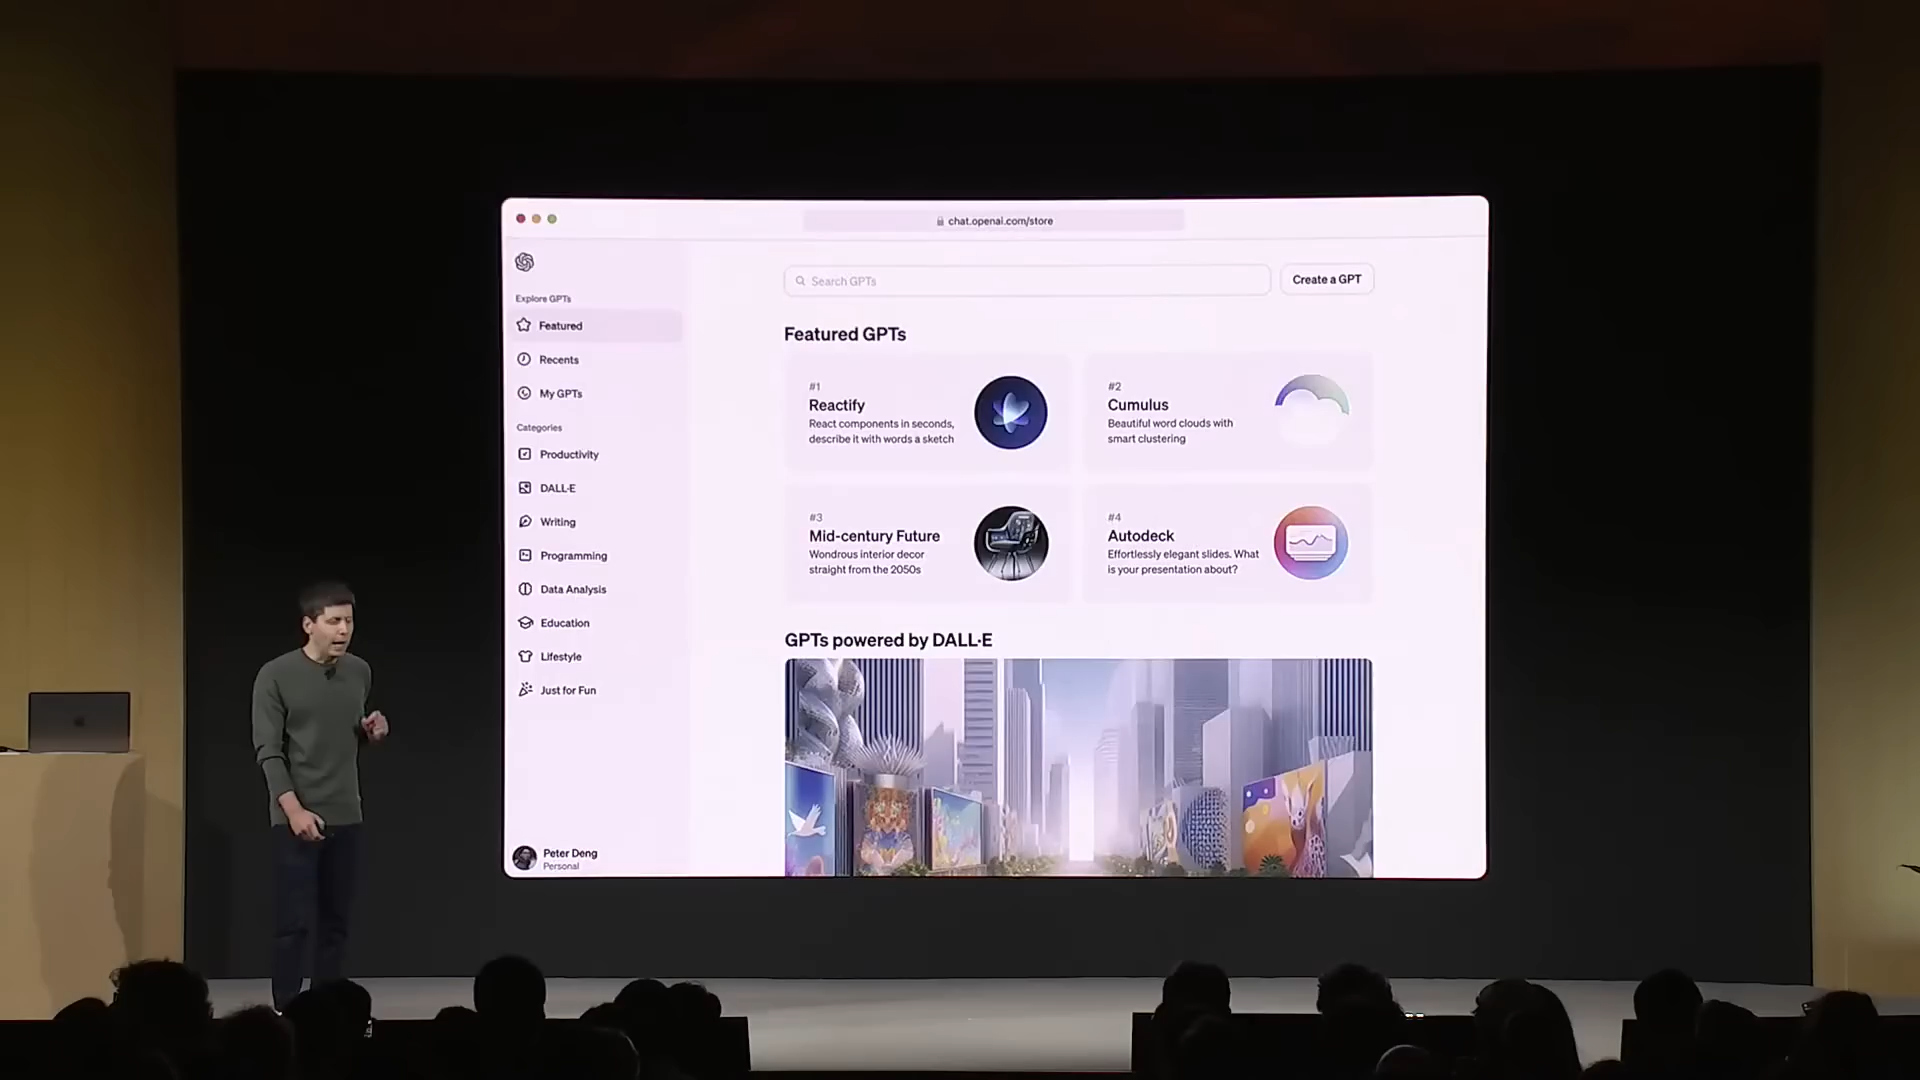 chat.openai.com/store
Explore GPTs
Featured
Recents
My GPTs
Categories
Productivity
DALL·E
Writing
Programming
Data Analysis
Education
Lifestyle
Just for Fun
Peter Deng
Personal
Search GPTs
Create a GPT
Featured GPTs
#1
Reactify
React components in seconds,
describe it with words a sketch
#2
Cumulus
Beautiful word clouds with
smart clustering
#3
Mid-century Future
Wondrous interior decor
straight from the 2050s
#4
Autodeck
Effortlessly elegant slides. What
is your presentation about?
GPTs powered by DALL·E